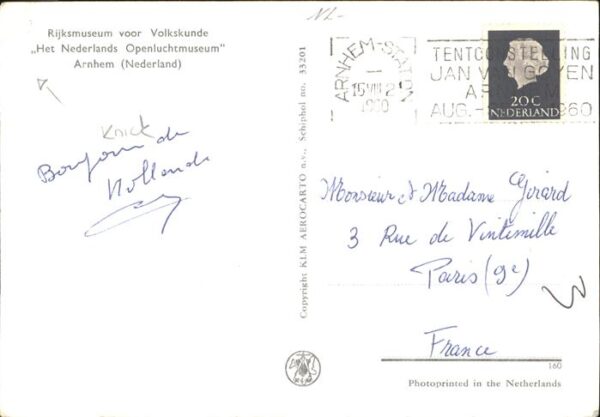 Rijksmuseum voor Volkskunde
„Het Nederlands Openluchtmuseum"
Arnhem (Nederland)
NL-
Knick
Bonjour de
Hollande
Copyright KLM AEROCARTO n.v., Schiphol no. 33201
ARNHEM-STATION
15 VIII 2
1960
TENTOONSTELLING
JAN VAN GOYEN
ARNHEM
AUG.- 1960
20 C
NEDERLAND
Monsieur et Madame Girard
3 Rue de Vintemille
Paris (9e)
France
160
Photoprinted in the Netherlands